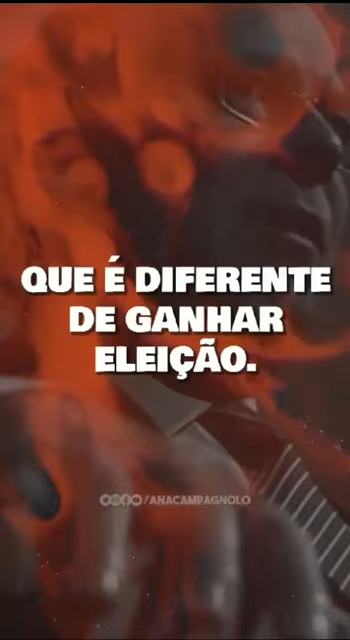 QUE É DIFERENTE
DE GANHAR
ELEIÇÃO.
/ANACAMPAGNOLO